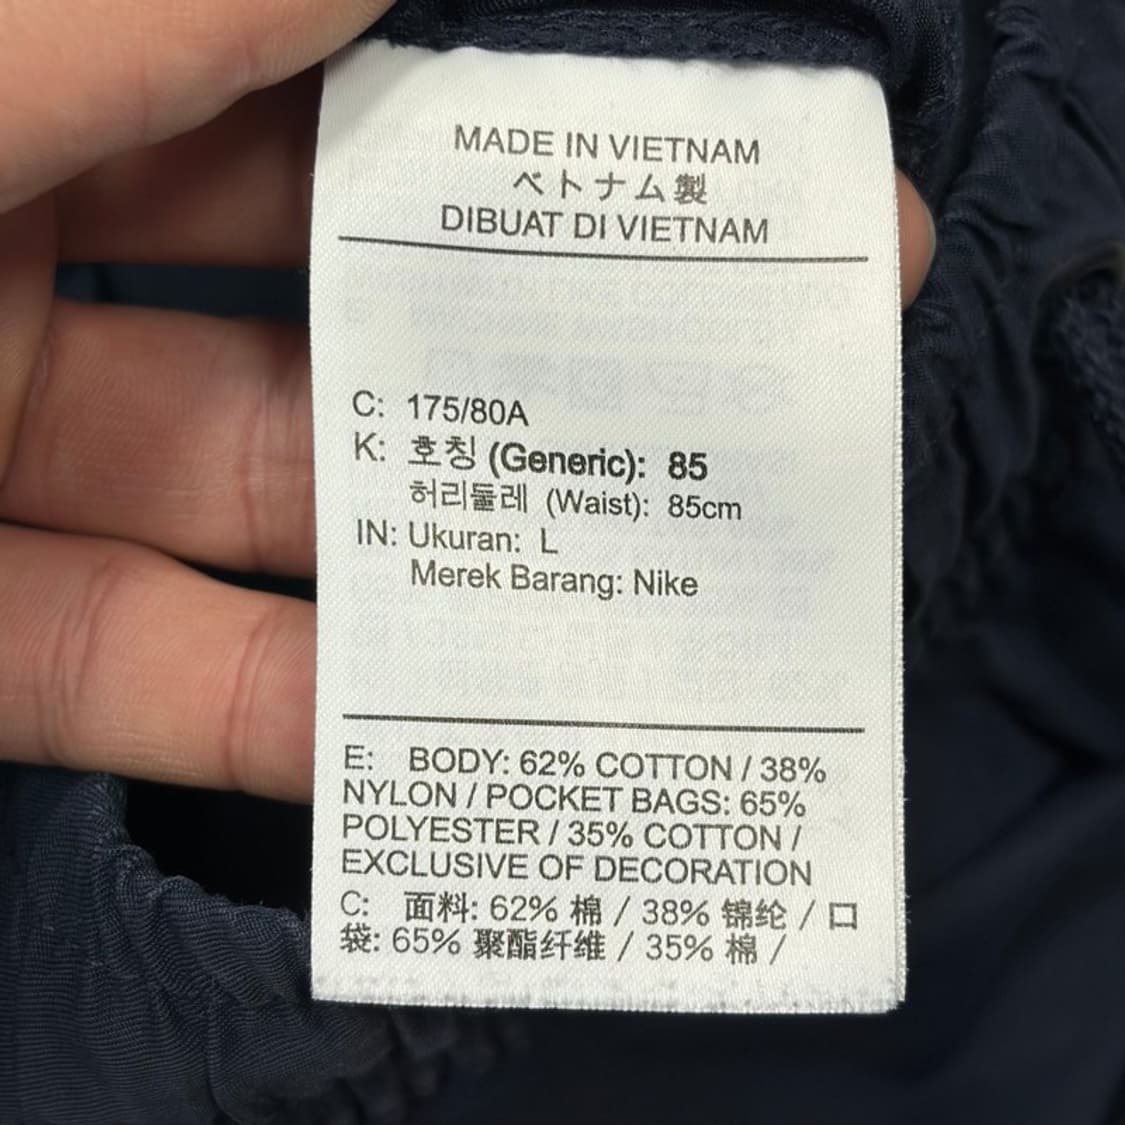 MADE IN VIETNAM
ベトナム製
DIBUAT DI VIETNAM
C: 175/80A
K: 호칭 (Generic): 85
허리둘레 (Waist): 85cm
IN: Ukuran: L
Merek Barang: Nike
E: BODY: 62% COTTON / 38%
NYLON / POCKET BAGS: 65%
POLYESTER / 35% COTTON /
EXCLUSIVE OF DECORATION
C: 面料: 62% 棉 / 38% 锦纶 / 口
袋: 65% 聚酯纤维 / 35% 棉 /